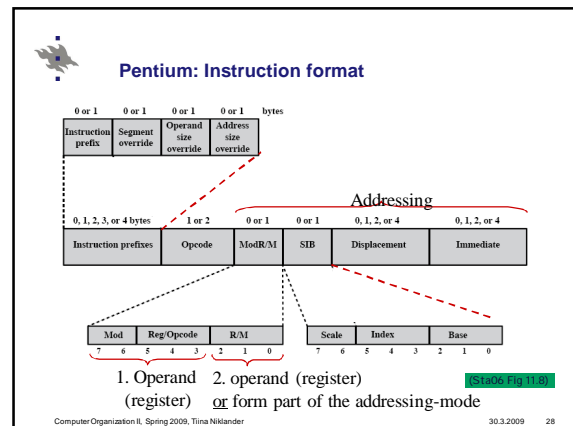 Pentium: Instruction format
0 or 1 0 or 1 0 or 1 0 or 1 bytes
Instruction prefix Segment override Operand size override Address size override
Addressing
0, 1, 2, 3, or 4 bytes 1 or 2 0 or 1 0 or 1 0, 1, 2, or 4 0, 1, 2, or 4
Instruction prefixes Opcode ModR/M SIB Displacement Immediate
Mod Reg/Opcode R/M Scale Index Base
7 6 5 4 3 2 1 0 7 6 5 4 3 2 1 0
1. Operand 2. operand (register)
(register) or form part of the addressing-mode
(Sta06 Fig 11.8)
Computer Organization II, Spring 2009, Tiina Niklander 30.3.2009 28